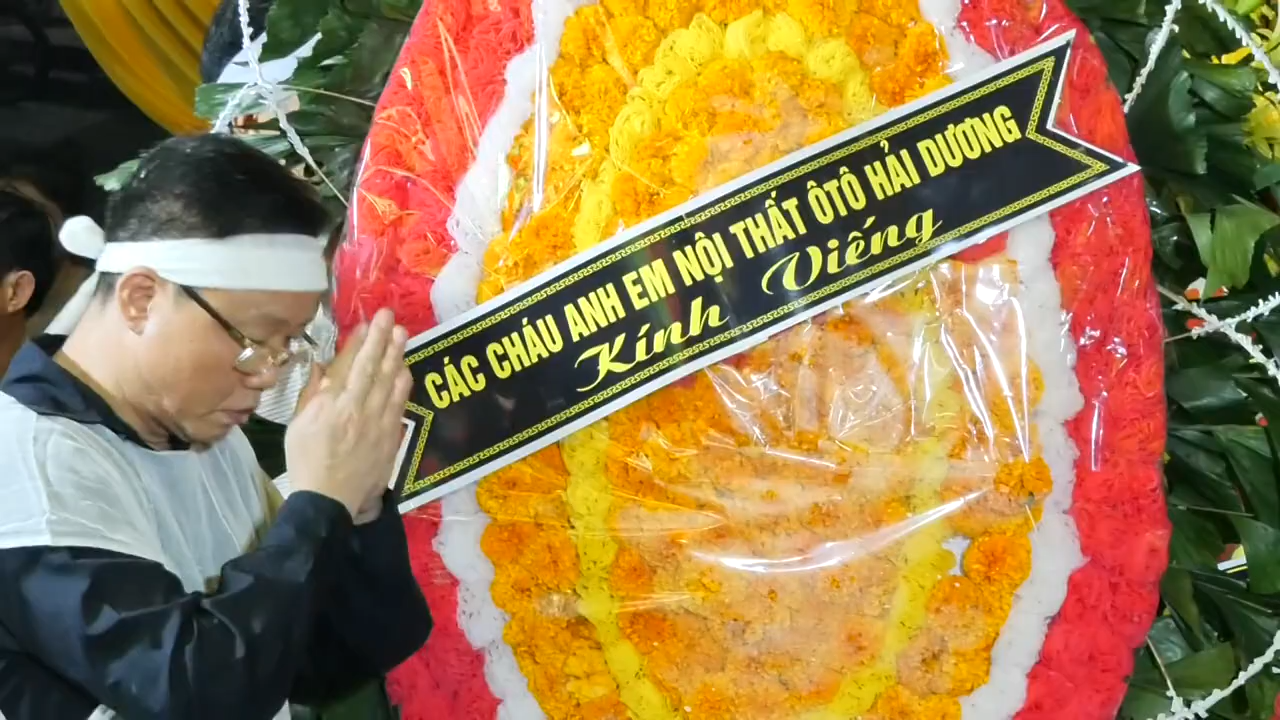 CÁC CHÁU ANH EM NỘI THẤT ÔTÔ HẢI DƯƠNG
Kính Viếng